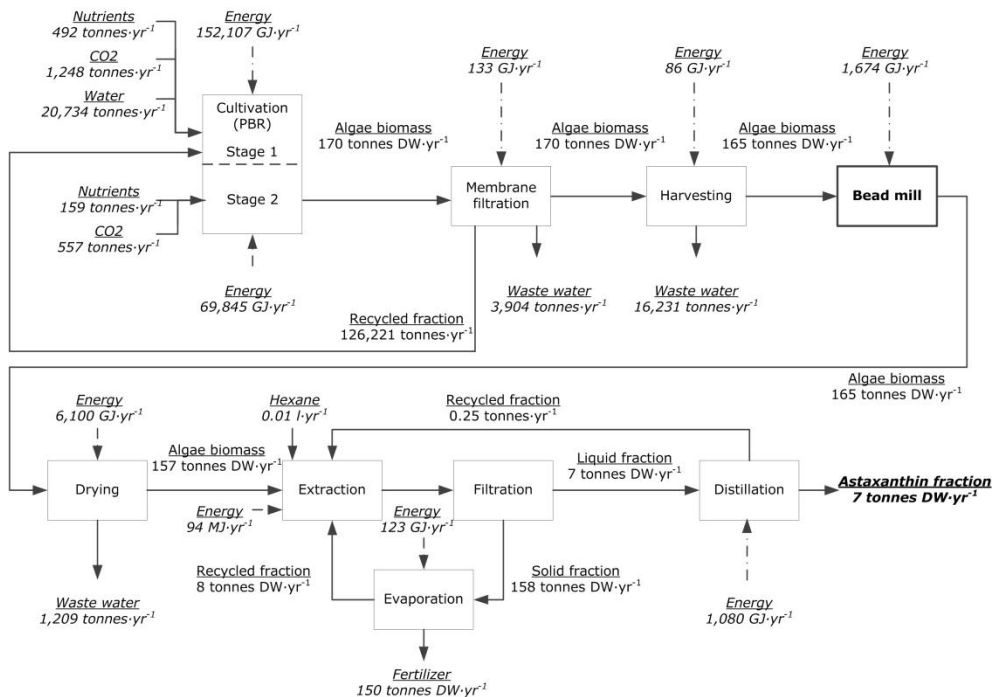 Nutrients
492 tonnes·yr-1
CO2
1,248 tonnes·yr-1
Water
20,734 tonnes·yr-1
Energy
152,107 GJ·yr-1
Cultivation
(PBR)
Stage 1
Stage 2
Nutrients
159 tonnes·yr-1
CO2
557 tonnes·yr-1
Energy
69,845 GJ·yr-1
Algae biomass
170 tonnes DW·yr-1
Energy
133 GJ·yr-1
Membrane
filtration
Waste water
3,904 tonnes·yr-1
Recycled fraction
126,221 tonnes·yr-1
Algae biomass
170 tonnes DW·yr-1
Energy
86 GJ·yr-1
Harvesting
Waste water
16,231 tonnes·yr-1
Algae biomass
165 tonnes DW·yr-1
Energy
1,674 GJ·yr-1
Bead mill
Algae biomass
165 tonnes DW·yr-1
Energy
6,100 GJ·yr-1
Drying
Waste water
1,209 tonnes·yr-1
Algae biomass
157 tonnes DW·yr-1
Hexane
0.01 l·yr-1
Energy
94 MJ·yr-1
Extraction
Recycled fraction
0.25 tonnes·yr-1
Filtration
Energy
123 GJ·yr-1
Recycled fraction
8 tonnes DW·yr-1
Evaporation
Solid fraction
158 tonnes DW·yr-1
Fertilizer
150 tonnes DW·yr-1
Liquid fraction
7 tonnes DW·yr-1
Distillation
Energy
1,080 GJ·yr-1
Astaxanthin fraction
7 tonnes DW·yr-1